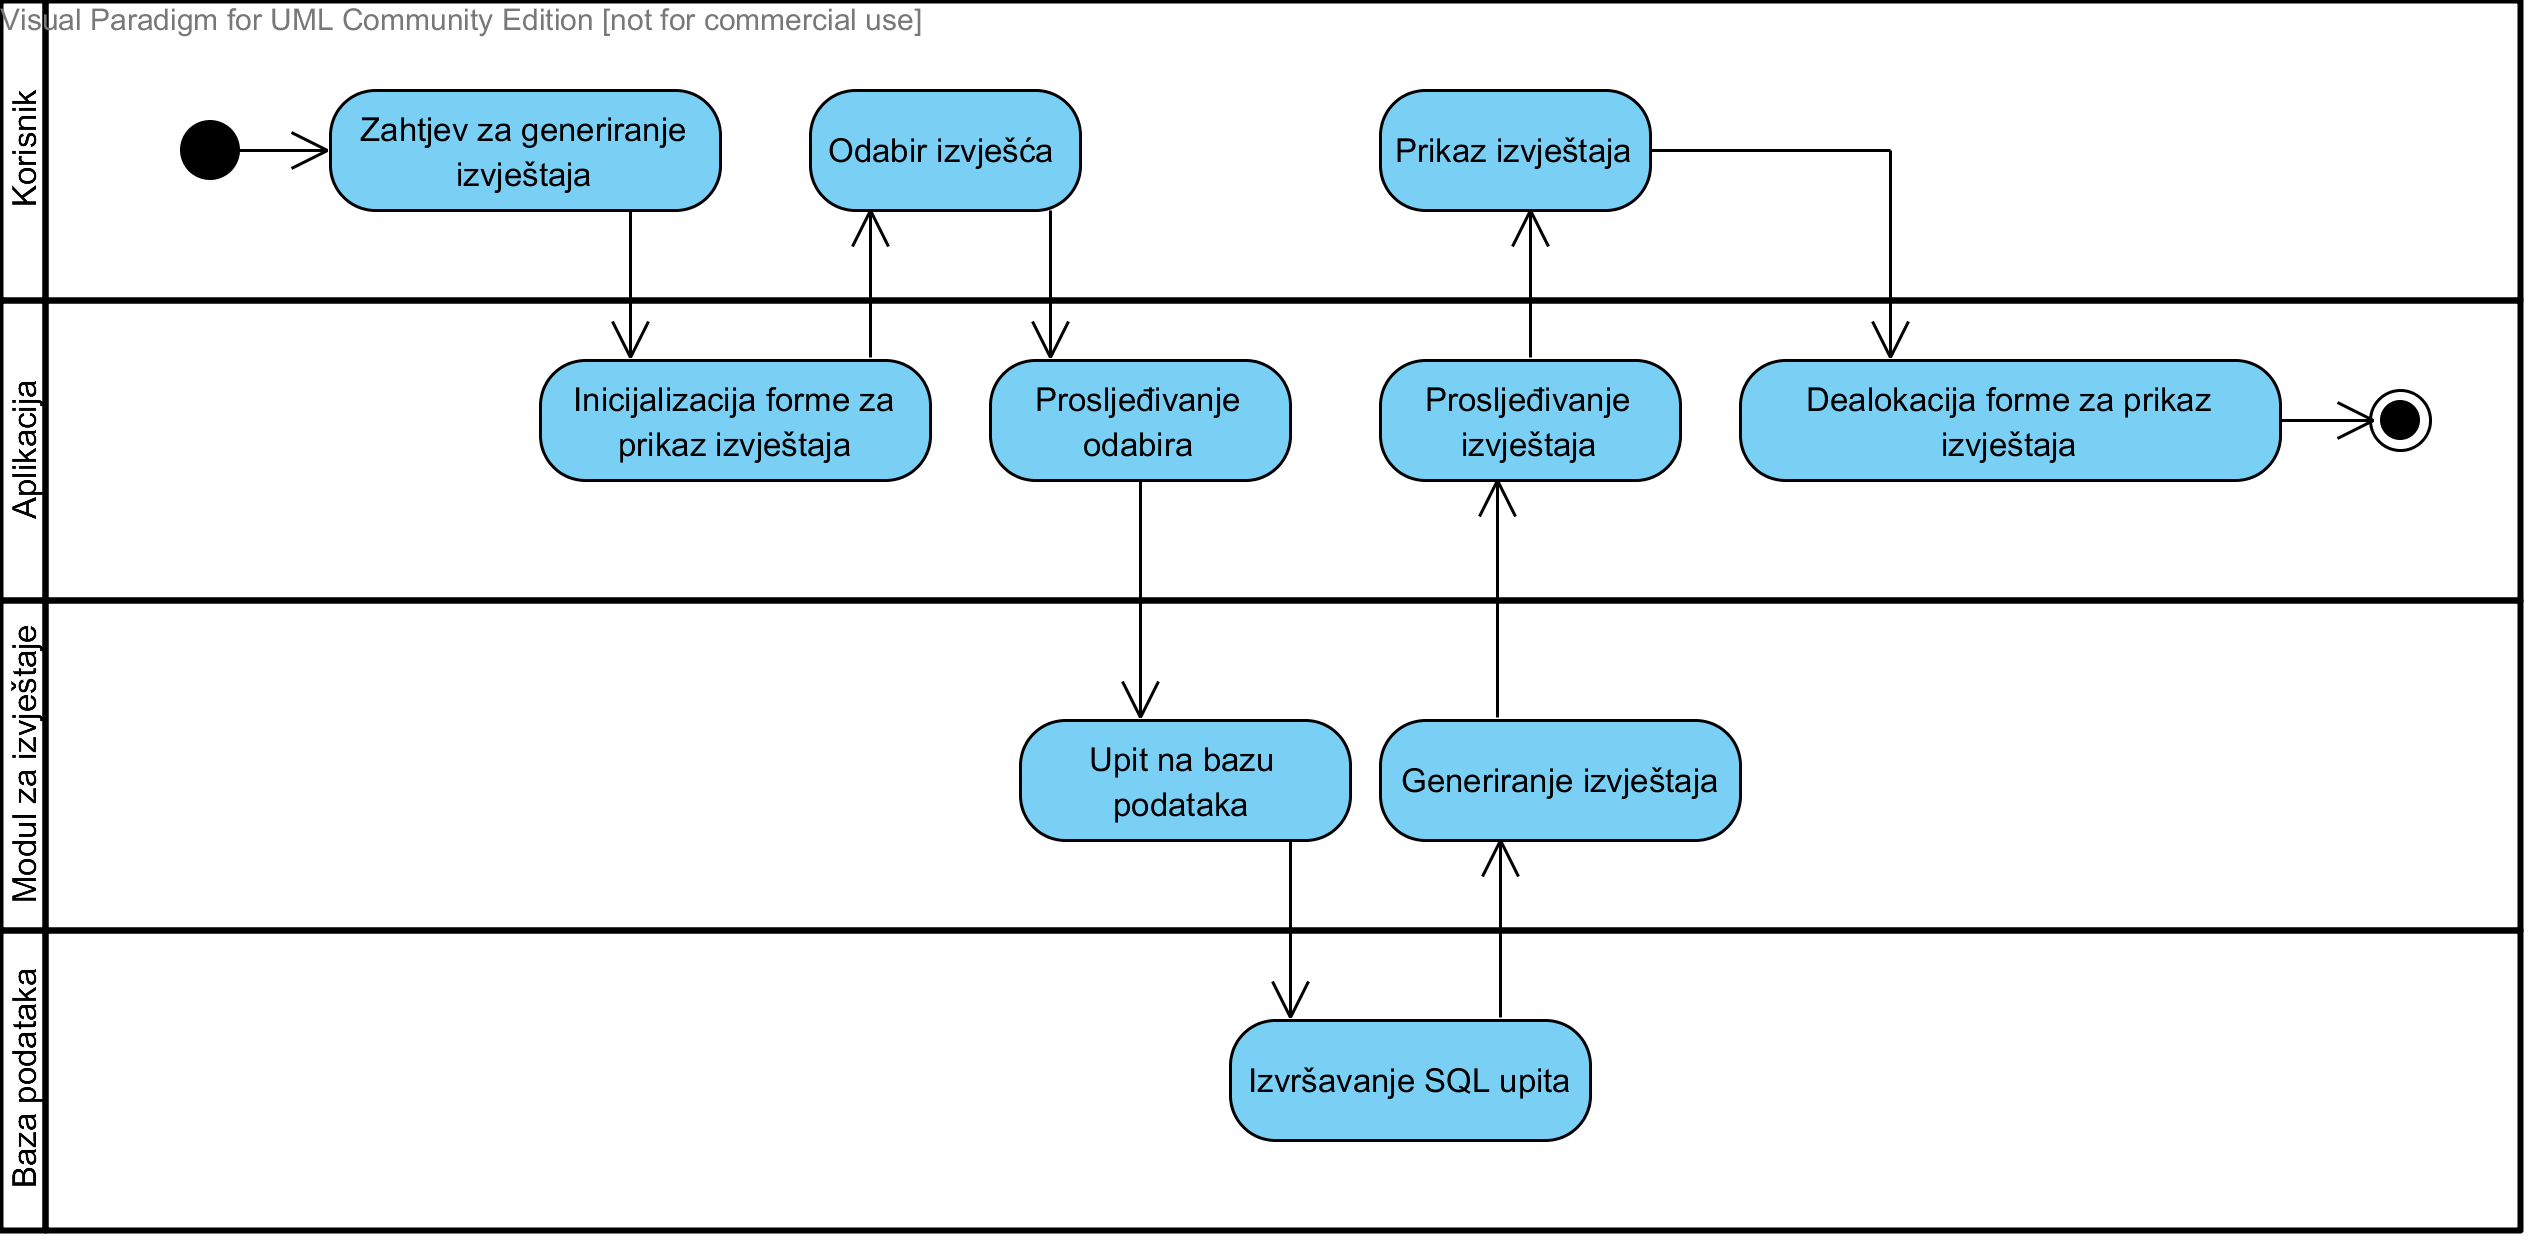 Visual Paradigm for UML Community Edition [not for commercial use]
Korisnik
Zahtjev za generiranje
izvještaja
Odabir izvješća
Prikaz izvještaja
Aplikacija
Inicijalizacija forme za
prikaz izvještaja
Prosljeđivanje
odabira
Prosljeđivanje
izvještaja
Dealokacija forme za prikaz
izvještaja
Modul za izvještaje
Upit na bazu
podataka
Generiranje izvještaja
Baza podataka
Izvršavanje SQL upita